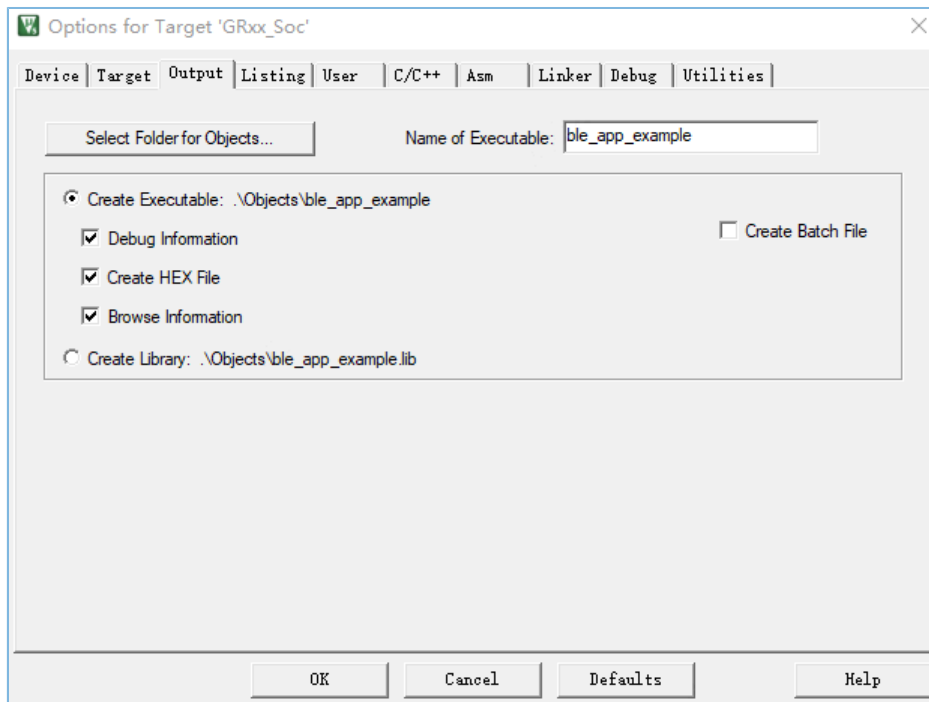 Options for Target 'GRxx_Soc'
Device Target Output Listing User C/C++ Asm Linker Debug Utilities
Select Folder for Objects... Name of Executable: ble_app_example
Create Executable: .\Objects\ble_app_example
Debug Information
Create Batch File
Create HEX File
Browse Information
Create Library: .\Objects\ble_app_example.lib
OK Cancel Defaults Help